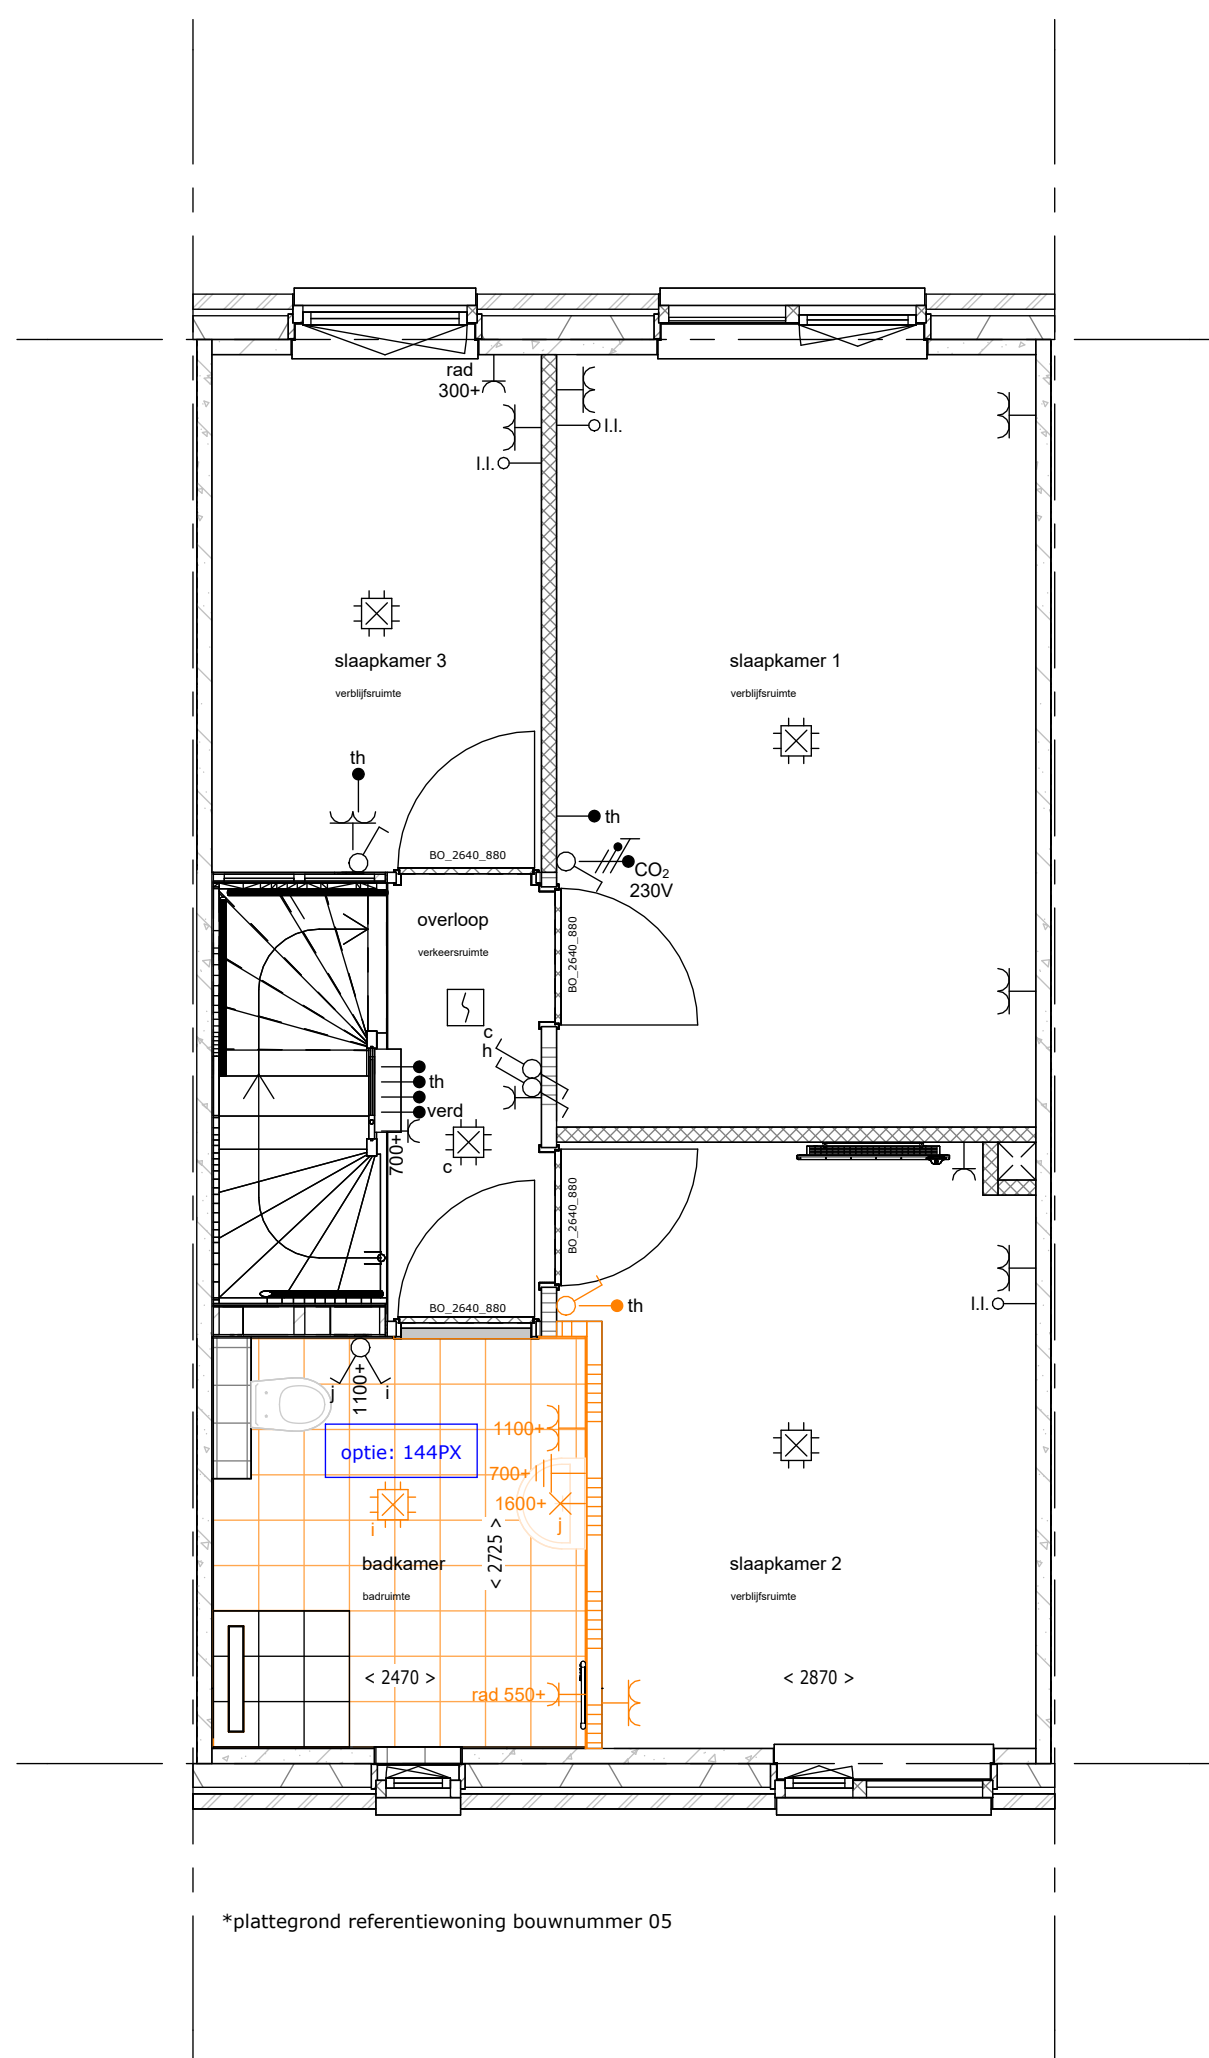 rad
300+
l.l.
l.l.
slaapkamer 3
verblijfsruimte
slaapkamer 1
verblijfsruimte
th
th
BO_2640_880
CO₂
230V
overloop
verkeersruimte
BO_2640_880
c
h
th
verd
700+
c
BO_2640_880
BO_2640_880
th
l.l.
j
1100+
i
1100+
optie: 144PX
700+
1600+
j
i
< 2725 >
badkamer
badruimte
slaapkamer 2
verblijfsruimte
< 2470 >
< 2870 >
rad 550+
*plattegrond referentiewoning bouwnummer 05